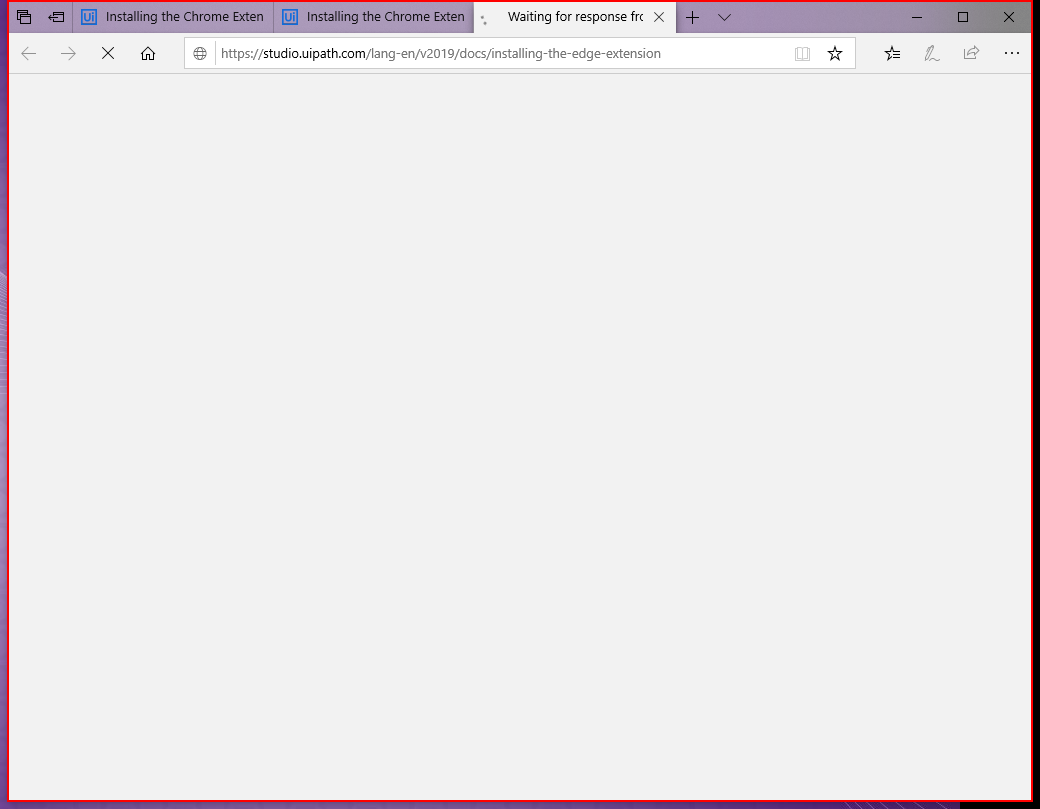 Ui Installing the Chrome Exten
Ui Installing the Chrome Exten
Waiting for response fro
https://studio.uipath.com/lang-en/v2019/docs/installing-the-edge-extension